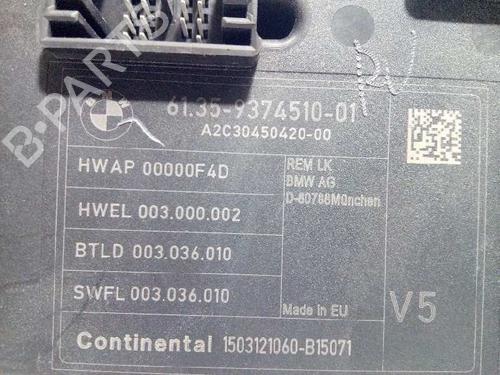 B-PARTS
BMW
61.35-9374510-01
A2C30450420-00
HWAP 00000F4D
HWEL 003.000.002
BTLD 003.036.010
SWFL 003.036.010
REM LK
BMW AG
D-80788München
Made in EU
V5
Continental 1503121060-B15071